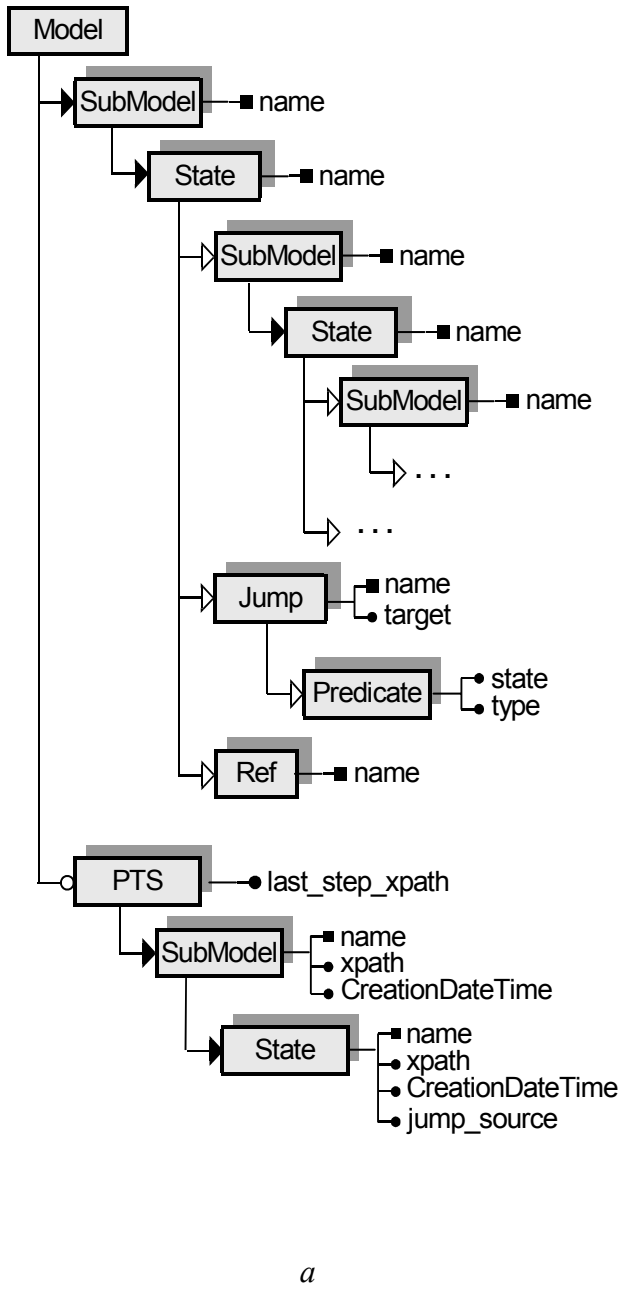 Model
SubModel name
State name
SubModel name
State name
SubModel name
. . .
. . .
Jump name
target
Predicate state
type
Ref name
PTS last_step_xpath
SubModel name
xpath
CreationDateTime
State name
xpath
CreationDateTime
jump_source
a